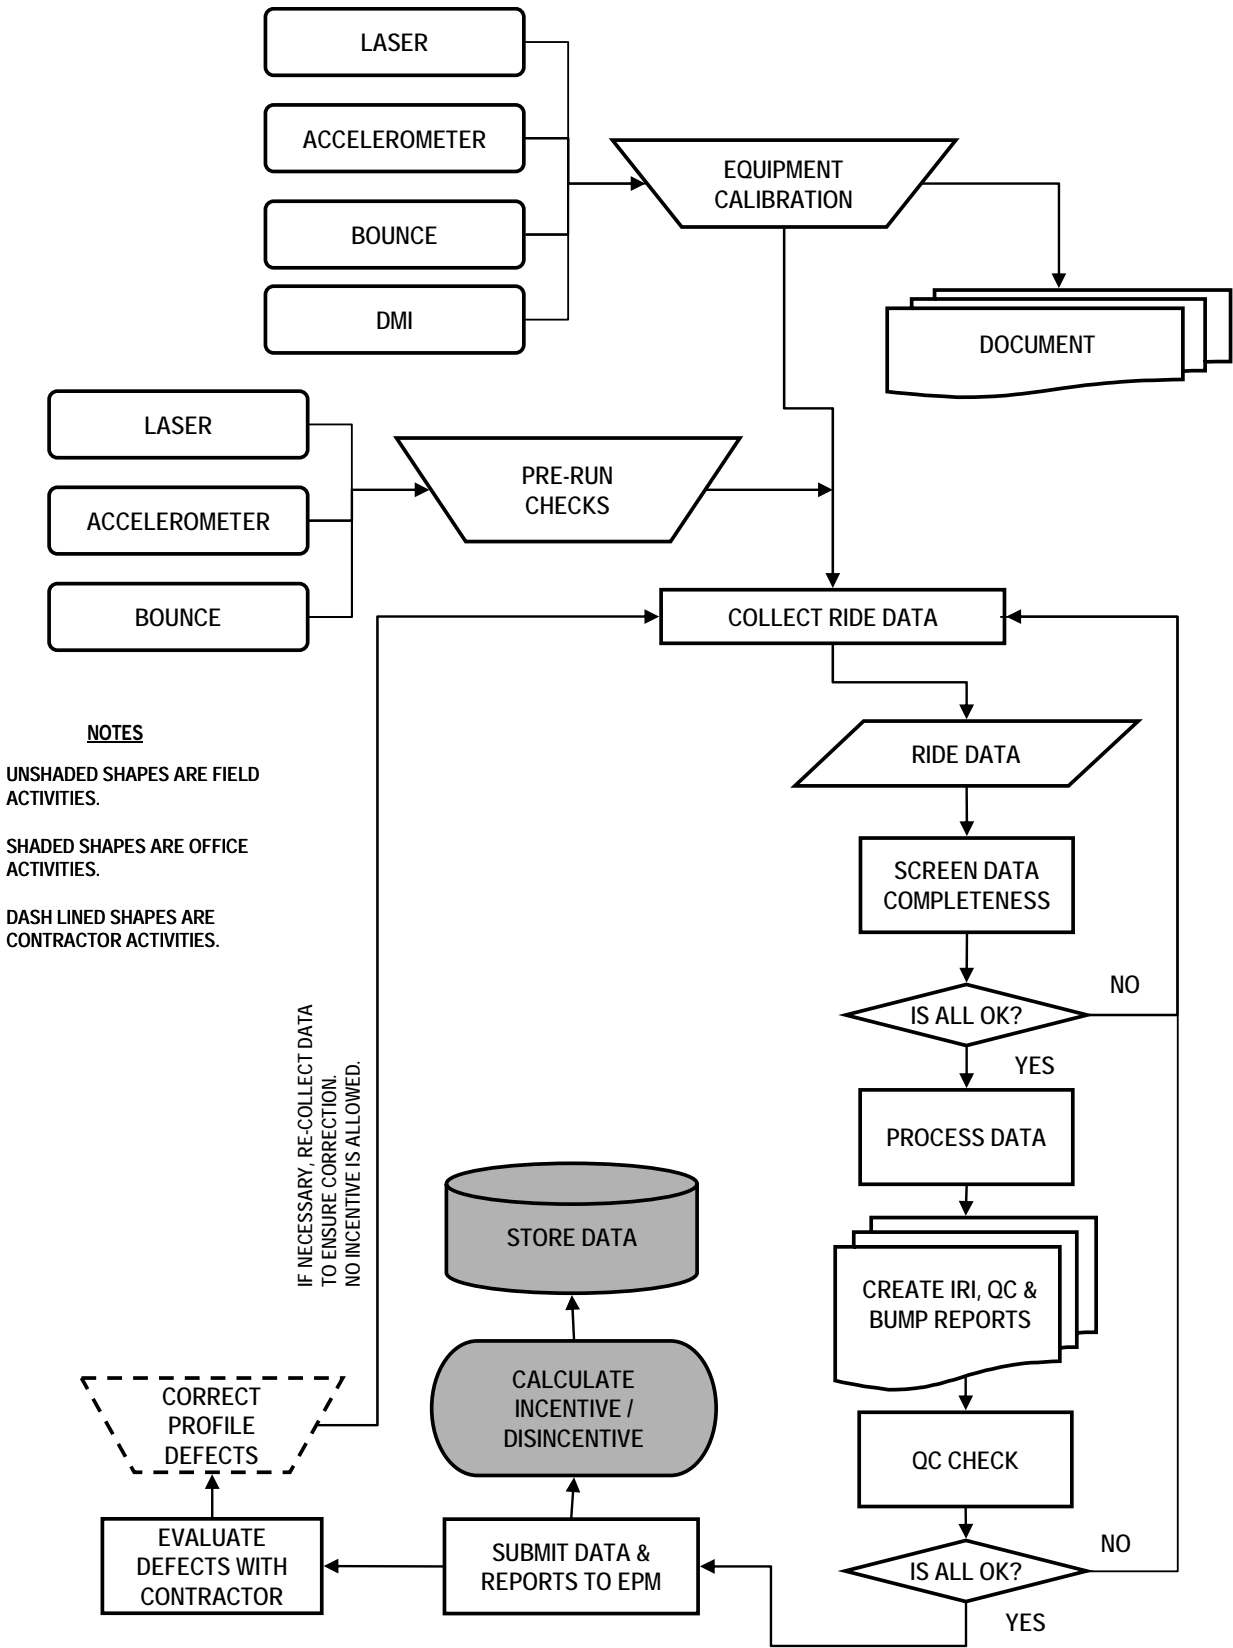 LASER
ACCELEROMETER
BOUNCE
DMI
EQUIPMENT
CALIBRATION
DOCUMENT
LASER
ACCELEROMETER
BOUNCE
PRE-RUN
CHECKS
COLLECT RIDE DATA
NOTES
UNSHADED SHAPES ARE FIELD
ACTIVITIES.
SHADED SHAPES ARE OFFICE
ACTIVITIES.
DASH LINED SHAPES ARE
CONTRACTOR ACTIVITIES.
RIDE DATA
SCREEN DATA
COMPLETENESS
IS ALL OK?
NO
YES
PROCESS DATA
CREATE IRI, QC &
BUMP REPORTS
QC CHECK
IS ALL OK?
NO
YES
SUBMIT DATA &
REPORTS TO EPM
CALCULATE
INCENTIVE /
DISINCENTIVE
STORE DATA
EVALUATE
DEFECTS WITH
CONTRACTOR
CORRECT
PROFILE
DEFECTS
IF NECESSARY, RE-COLLECT DATA
TO ENSURE CORRECTION.
NO INCENTIVE IS ALLOWED.